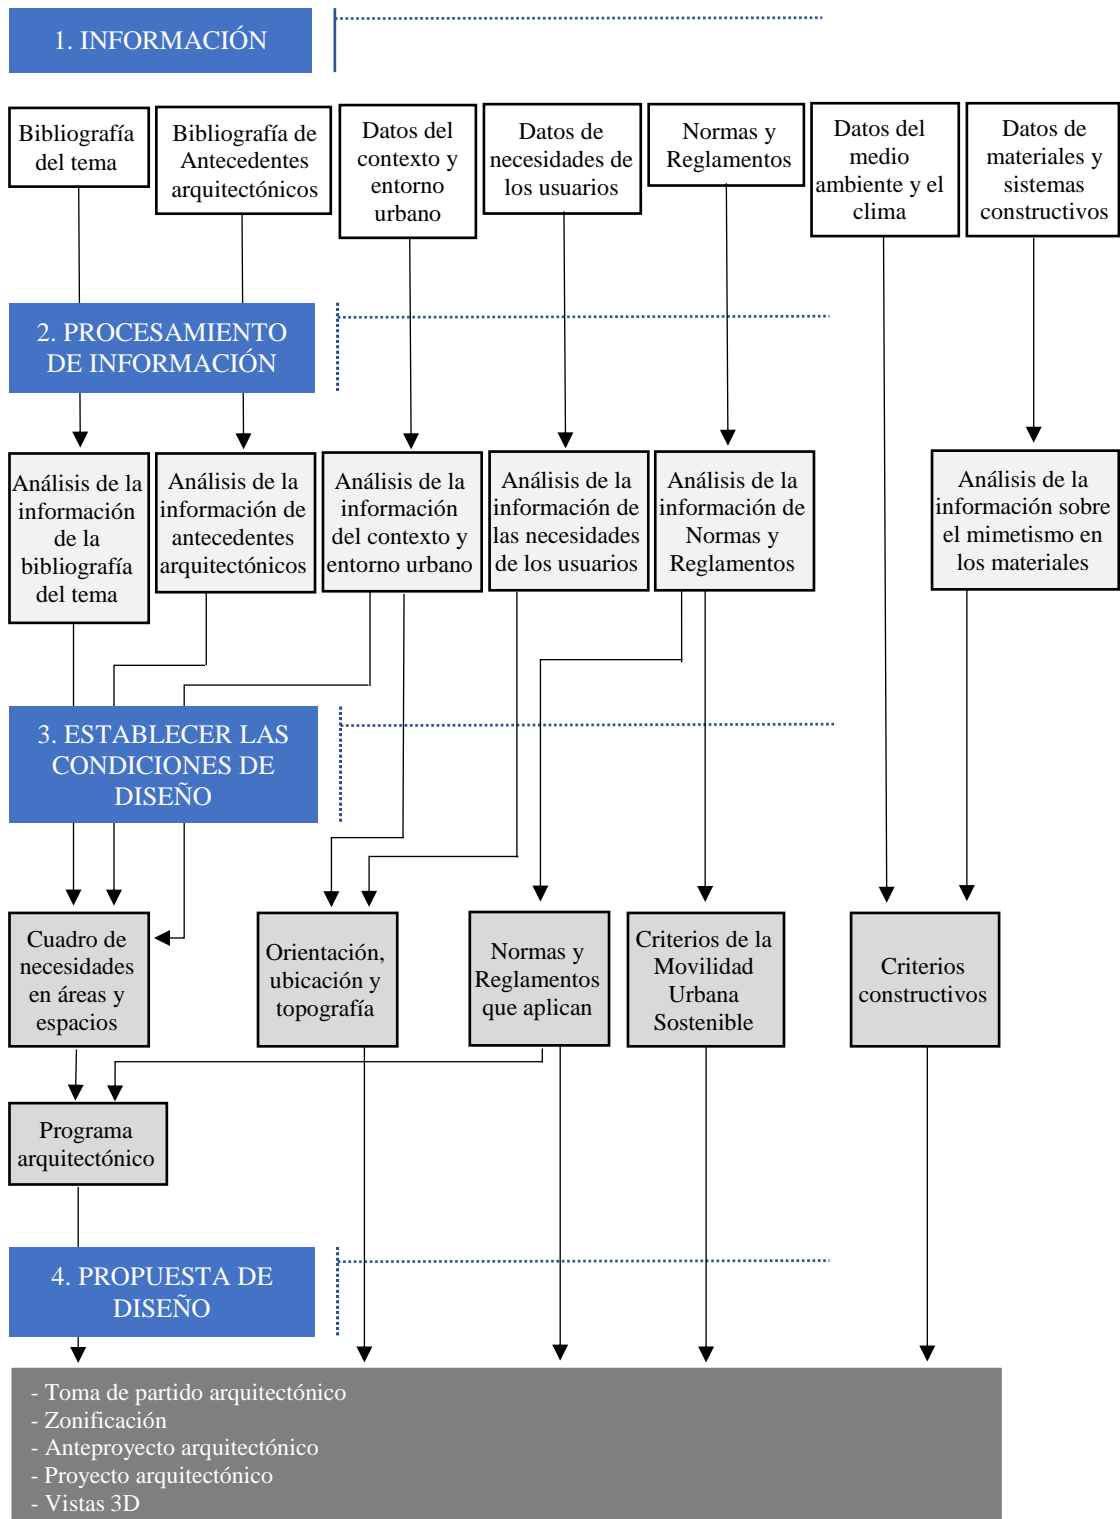 1. INFORMACIÓN
Bibliografía
del tema
Bibliografía de
Antecedentes
arquitectónicos
Datos del
contexto y
entorno
urbano
Datos de
necesidades de
los usuarios
Normas y
Reglamentos
Datos del
medio
ambiente y el
clima
Datos de
materiales y
sistemas
constructivos
2. PROCESAMIENTO
DE INFORMACIÓN
Análisis de la
información
de la
bibliografía
del tema
Análisis de la
información de
antecedentes
arquitectónicos
Análisis de la
información
del contexto y
entorno urbano
Análisis de la
información de
las necesidades
de los usuarios
Análisis de la
información de
Normas y
Reglamentos
Análisis de la
información sobre
el mimetismo en
los materiales
3. ESTABLECER LAS
CONDICIONES DE
DISEÑO
Cuadro de
necesidades
en áreas y
espacios
Orientación,
ubicación y
topografía
Normas y
Reglamentos
que aplican
Criterios de la
Movilidad
Urbana
Sostenible
Criterios
constructivos
Programa
arquitectónico
4. PROPUESTA DE
DISEÑO
- Toma de partido arquitectónico
- Zonificación
- Anteproyecto arquitectónico
- Proyecto arquitectónico
- Vistas 3D